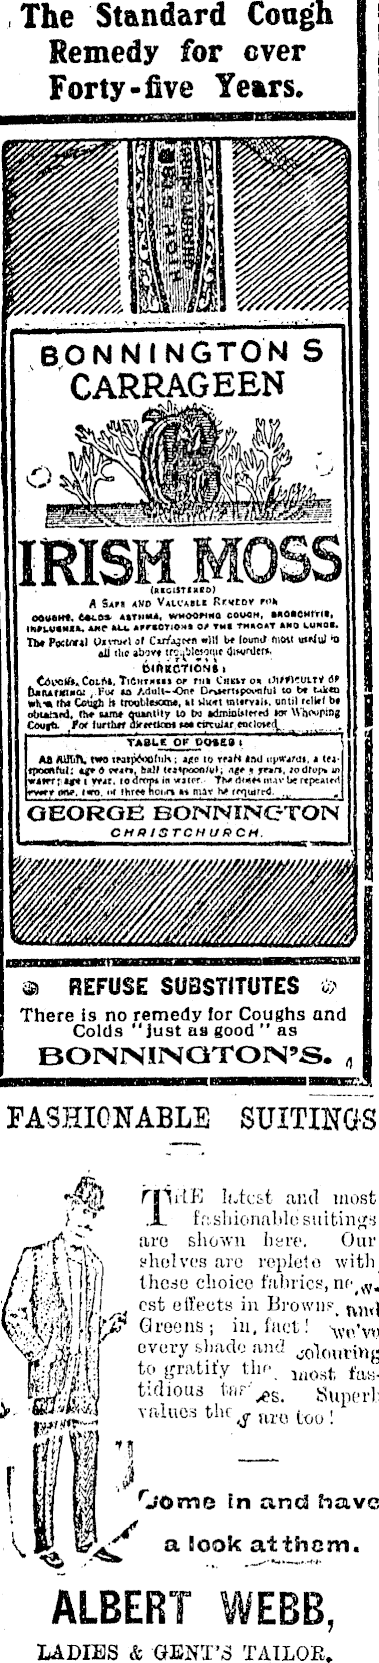 The Standard Cough
Remedy for over
Forty-five Years.
BONNINGTONS
CARRAGEEN
IRISH MOSS
(REGISTERED)
A SAFE AND VALUABLE REMEDY FOR
COUGHS, COLDS, ASTHMA, WHOOPING COUGH, BRONCHITIS,
INFLUENZA, AND ALL AFFECTIONS OF THE THROAT AND LUNGS.
The Pectoral Oxymel of Carrageen will be found most useful in
all the above troublesome disorders.
DIRECTIONS:
COUGHS, COLDS, TIGHTNESS OF THE CHEST OR DIFFICULTY OF
BREATHING: For an Adult—One Dessertspoonful to be taken
when the Cough is troublesome, at short intervals, until relief be
obtained, the same quantity to be administered for Whooping
Cough. For further directions see circular enclosed
TABLE OF DOSES:
An Adult, two teaspoonfuls; age 10 years and upwards, a tea-
spoonful; age 6 years, half teaspoonful; age 3 years, 20 drops in
water; age 1 year, 10 drops in water. The doses may be repeated
every one, two, or three hours as may be required.
GEORGE BONNINGTON
CHRISTCHURCH.
REFUSE SUBSTITUTES
There is no remedy for Coughs and
Colds "just as good" as
BONNINGTON'S.
FASHIONABLE SUITINGS
THE latest and most
fashionable suitings
are shown here. Our
shelves are replete with
these choice fabrics, new-
est effects in Browns and
Greens; in fact! we've
every shade and colouring
to gratify the most fas-
tidious tastes. Superb
values they are too!
Come in and have
a look at them.
ALBERT WEBB,
LADIES & GENT'S TAILOR.